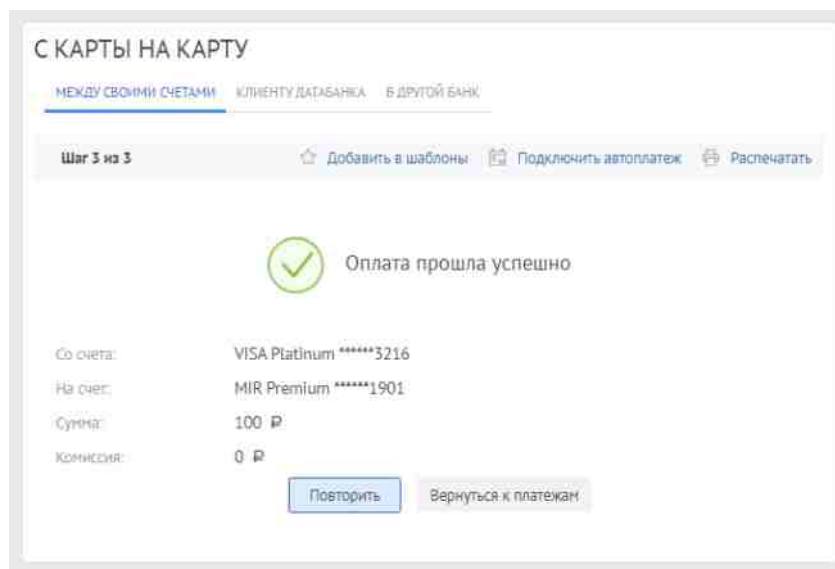 С КАРТЫ НА КАРТУ
МЕЖДУ СВОИМИ СЧЕТАМИ КЛИЕНТУ ДАТАБАНКА В ДРУГОЙ БАНК
Шаг 3 из 3 Добавить в шаблоны Подключить автоплатеж Распечатать
Оплата прошла успешно
Со счета: VISA Platinum ******3216
На счет: MIR Premium ******1901
Сумма: 100 ₽
Комиссия: 0 ₽
Повторить Вернуться к платежам